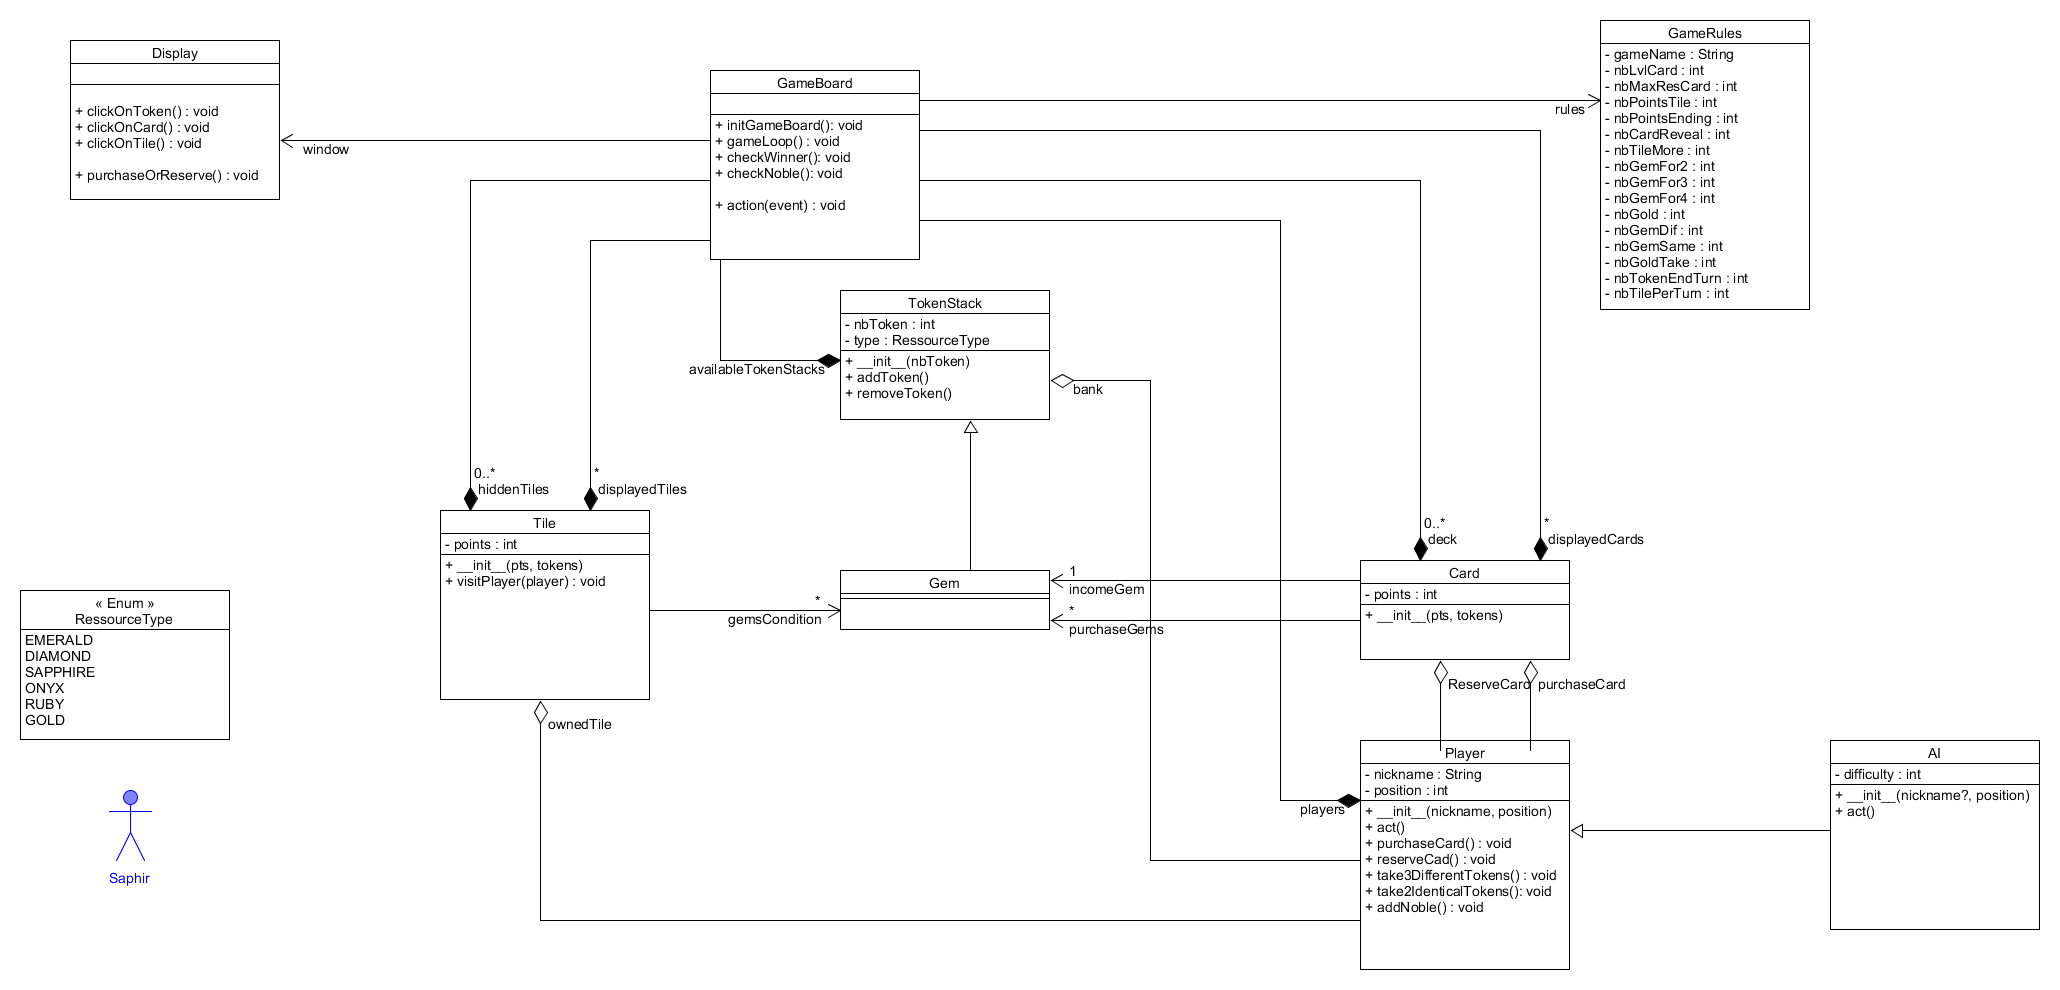 Display
+ clickOnToken() : void
+ clickOnCard() : void
+ clickOnTile() : void
+ purchaseOrReserve() : void
window
GameBoard
+ initGameBoard(): void
+ gameLoop() : void
+ checkWinner(): void
+ checkNoble(): void
+ action(event) : void
rules
GameRules
- gameName : String
- nbLvlCard : int
- nbMaxResCard : int
- nbPointsTile : int
- nbPointsEnding : int
- nbCardReveal : int
- nbTileMore : int
- nbGemFor2 : int
- nbGemFor3 : int
- nbGemFor4 : int
- nbGold : int
- nbGemDif : int
- nbGemSame : int
- nbGoldTake : int
- nbTokenEndTurn : int
- nbTilePerTurn : int
TokenStack
- nbToken : int
- type : RessourceType
+ __init__(nbToken)
+ addToken()
+ removeToken()
availableTokenStacks
bank
0..*
hiddenTiles
*
displayedTiles
Tile
- points : int
+ __init__(pts, tokens)
+ visitPlayer(player) : void
*
gemsCondition
Gem
1
incomeGem
*
purchaseGems
0..*
deck
*
displayedCards
Card
- points : int
+ __init__(pts, tokens)
« Enum »
RessourceType
EMERALD
DIAMOND
SAPPHIRE
ONYX
RUBY
GOLD
ownedTile
ReserveCard
purchaseCard
players
Player
- nickname : String
- position : int
+ __init__(nickname, position)
+ act()
+ purchaseCard() : void
+ reserveCad() : void
+ take3DifferentTokens() : void
+ take2IdenticalTokens(): void
+ addNoble() : void
AI
- difficulty : int
+ __init__(nickname?, position)
+ act()
Saphir